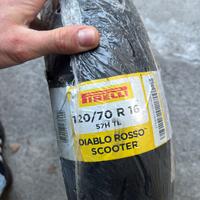 PIRELLI
120/70 R 16
57H TL
DIABLO ROSSO
SCOOTER